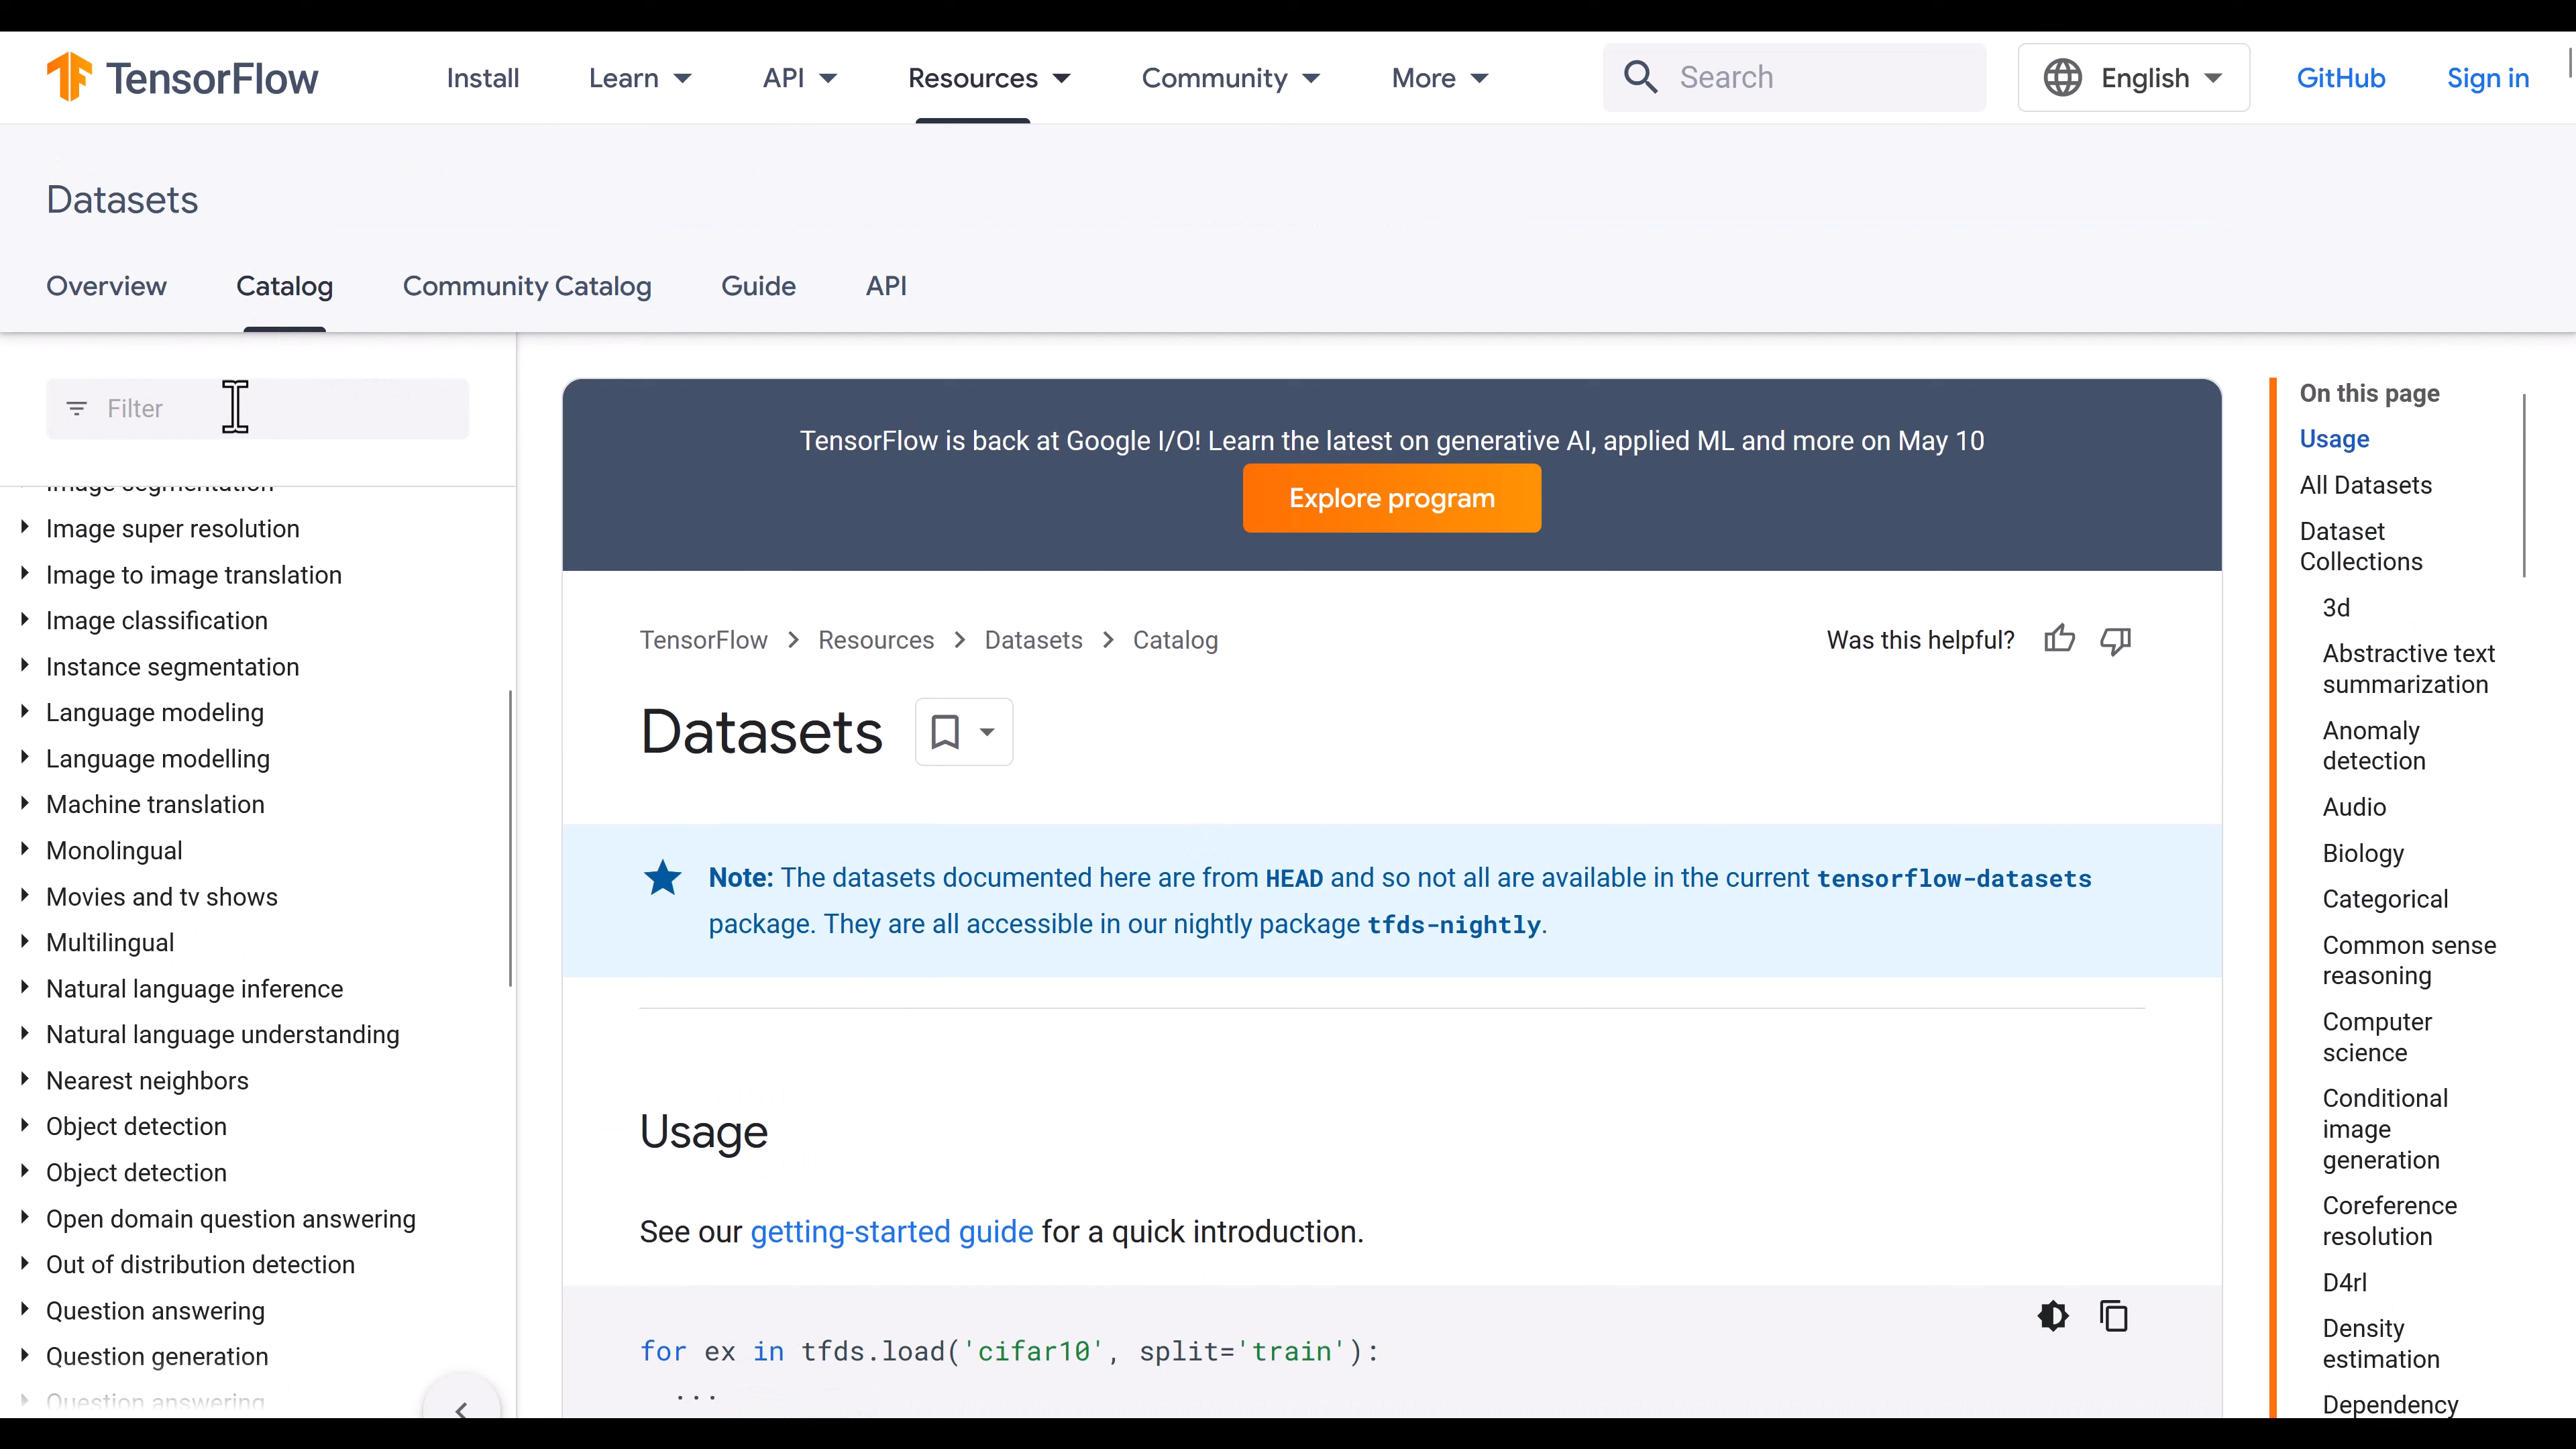 TensorFlow
Install
Learn
API
Resources
Community
More
Search
English
GitHub
Sign in
Datasets
Overview
Catalog
Community Catalog
Guide
API
Filter
Image segmentation
Image super resolution
Image to image translation
Image classification
Instance segmentation
Language modeling
Language modelling
Machine translation
Monolingual
Movies and tv shows
Multilingual
Natural language inference
Natural language understanding
Nearest neighbors
Object detection
Object detection
Open domain question answering
Out of distribution detection
Question answering
Question generation
Question answering
TensorFlow is back at Google I/O! Learn the latest on generative AI, applied ML and more on May 10
Explore program
TensorFlow > Resources > Datasets > Catalog
Was this helpful?
Datasets
Note: The datasets documented here are from HEAD and so not all are available in the current tensorflow-datasets
package. They are all accessible in our nightly package tfds-nightly.
Usage
See our getting-started guide for a quick introduction.
for ex in tfds.load('cifar10', split='train'):
...
On this page
Usage
All Datasets
Dataset
Collections
3d
Abstractive text
summarization
Anomaly
detection
Audio
Biology
Categorical
Common sense
reasoning
Computer
science
Conditional
image
generation
Coreference
resolution
D4rl
Density
estimation
Dependency